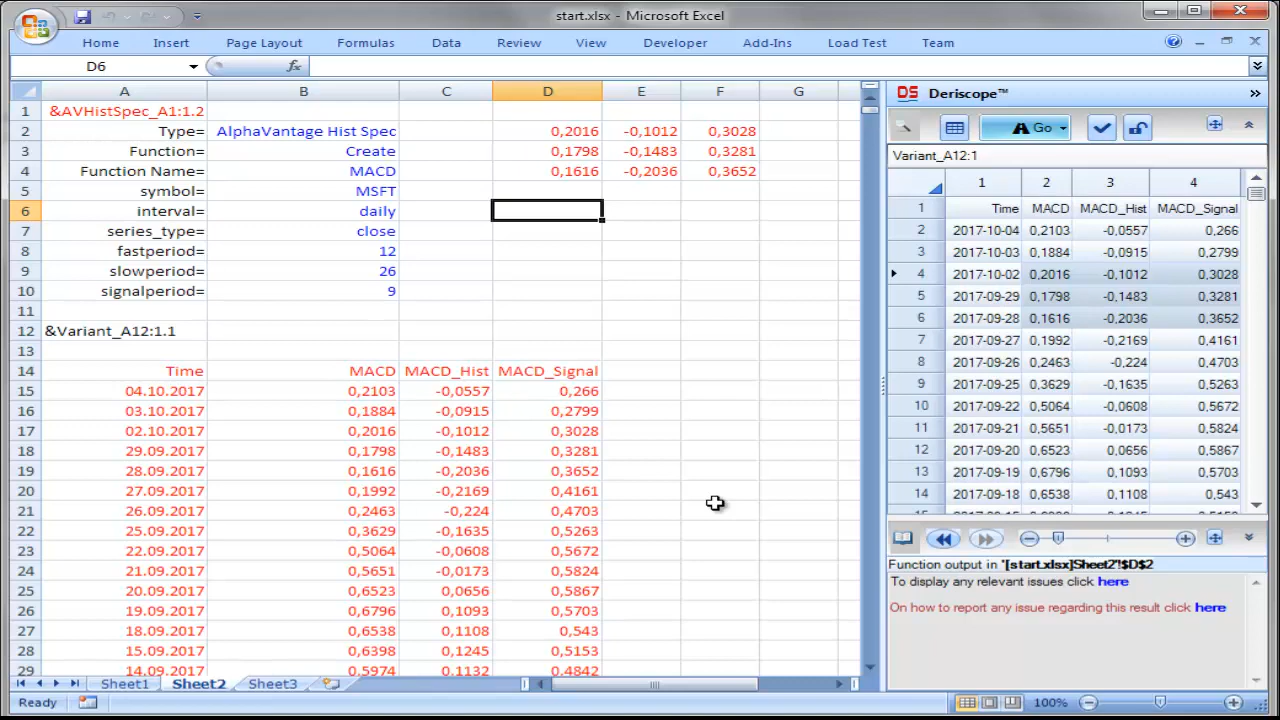 start.xlsx - Microsoft Excel
Home Insert Page Layout Formulas Data Review View Developer Add-Ins Load Test Team
D6 fx
A B C D E F G
1 &AVHistSpec_A1:1.2
2 Type= AlphaVantage Hist Spec 0,2016 -0,1012 0,3028
3 Function= Create 0,1798 -0,1483 0,3281
4 Function Name= MACD 0,1616 -0,2036 0,3652
5 symbol= MSFT
6 interval= daily
7 series_type= close
8 fastperiod= 12
9 slowperiod= 26
10 signalperiod= 9
11
12 &Variant_A12:1.1
13
14 Time MACD MACD_Hist MACD_Signal
15 04.10.2017 0,2103 -0,0557 0,266
16 03.10.2017 0,1884 -0,0915 0,2799
17 02.10.2017 0,2016 -0,1012 0,3028
18 29.09.2017 0,1798 -0,1483 0,3281
19 28.09.2017 0,1616 -0,2036 0,3652
20 27.09.2017 0,1992 -0,2169 0,4161
21 26.09.2017 0,2463 -0,224 0,4703
22 25.09.2017 0,3629 -0,1635 0,5263
23 22.09.2017 0,5064 -0,0608 0,5672
24 21.09.2017 0,5651 -0,0173 0,5824
25 20.09.2017 0,6523 0,0656 0,5867
26 19.09.2017 0,6796 0,1093 0,5703
27 18.09.2017 0,6538 0,1108 0,543
28 15.09.2017 0,6398 0,1245 0,5153
29 14.09.2017 0,5974 0,1132 0,4842
Sheet1 Sheet2 Sheet3
Ready 100%
DS Deriscope™ »
Go
Variant_A12:1
1 2 3 4
1 Time MACD MACD_Hist MACD_Signal
2 2017-10-04 0,2103 -0,0557 0,266
3 2017-10-03 0,1884 -0,0915 0,2799
4 2017-10-02 0,2016 -0,1012 0,3028
5 2017-09-29 0,1798 -0,1483 0,3281
6 2017-09-28 0,1616 -0,2036 0,3652
7 2017-09-27 0,1992 -0,2169 0,4161
8 2017-09-26 0,2463 -0,224 0,4703
9 2017-09-25 0,3629 -0,1635 0,5263
10 2017-09-22 0,5064 -0,0608 0,5672
11 2017-09-21 0,5651 -0,0173 0,5824
12 2017-09-20 0,6523 0,0656 0,5867
13 2017-09-19 0,6796 0,1093 0,5703
14 2017-09-18 0,6538 0,1108 0,543
Function output in '[start.xlsx]Sheet2'!$D$2
To display any relevant issues click here
On how to report any issue regarding this result click here